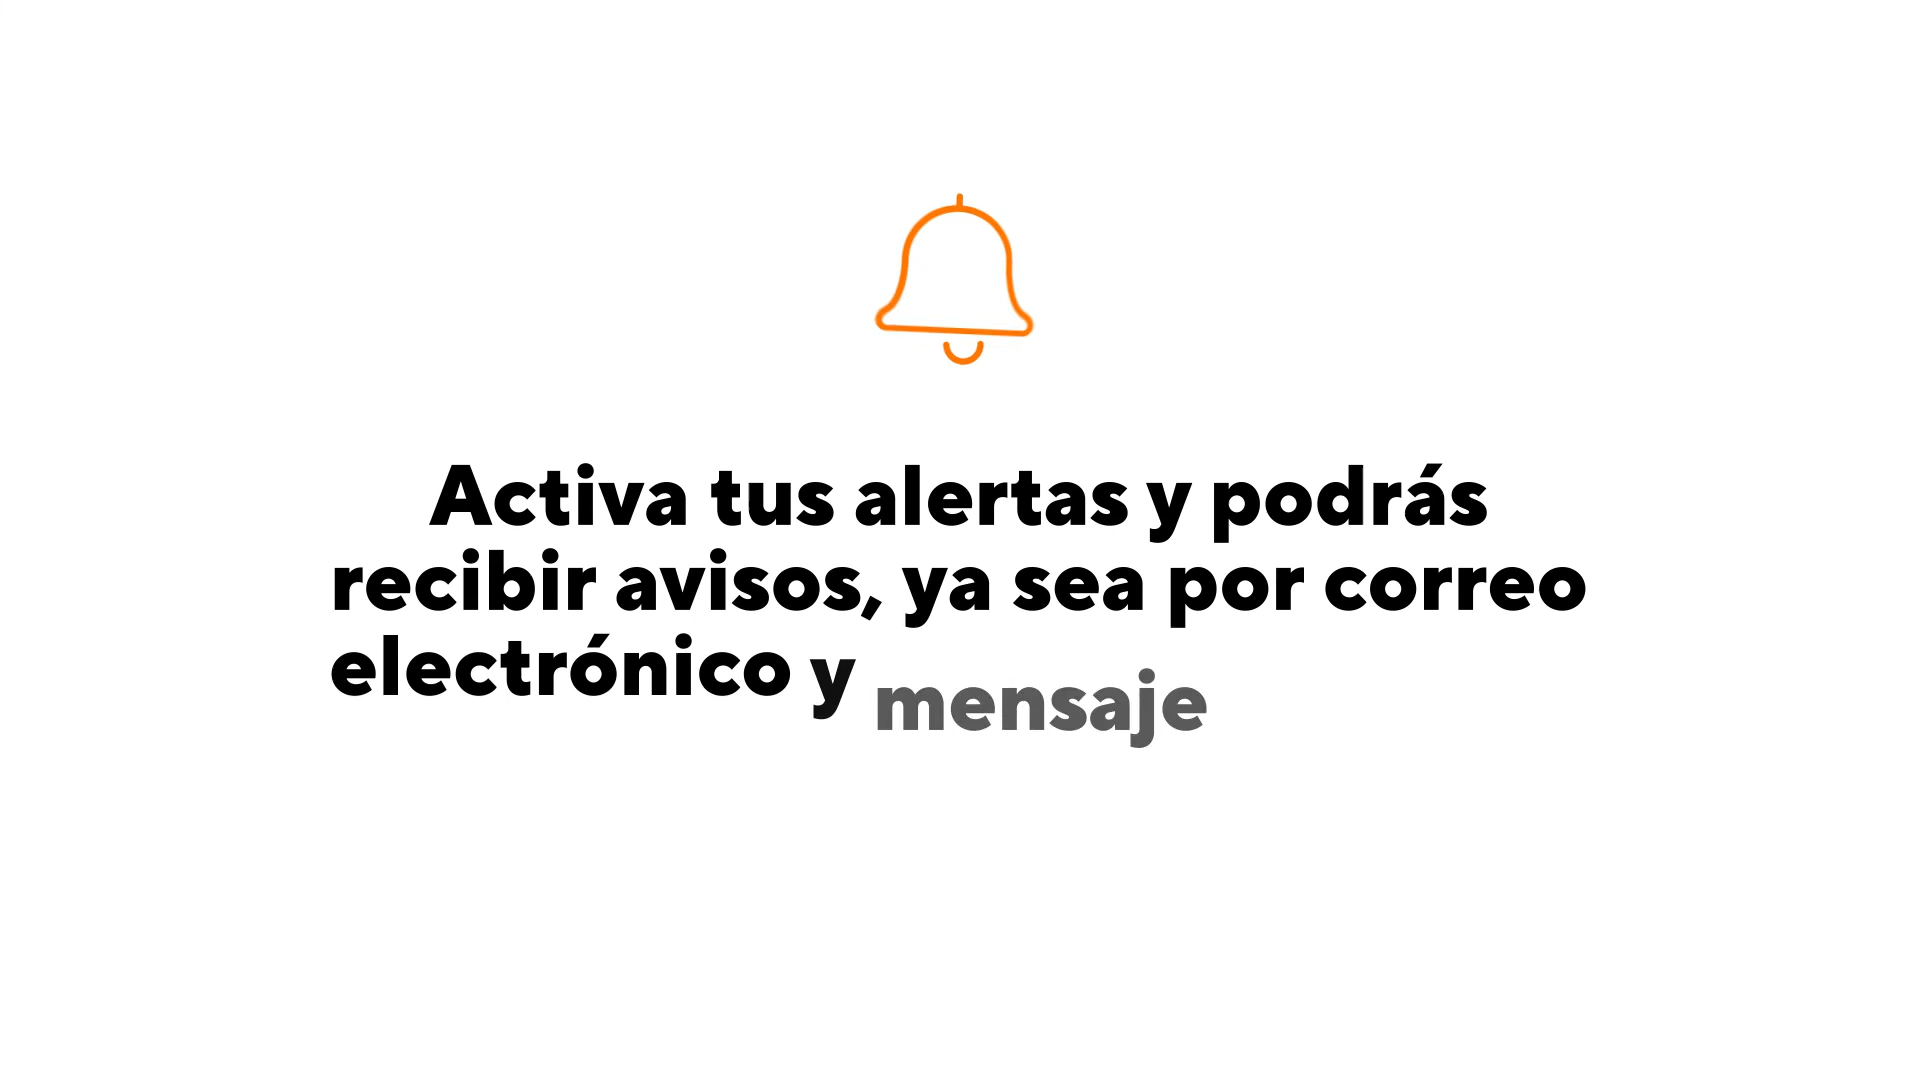 Activa tus alertas y podrás
recibir avisos, ya sea por correo
electrónico y mensaje